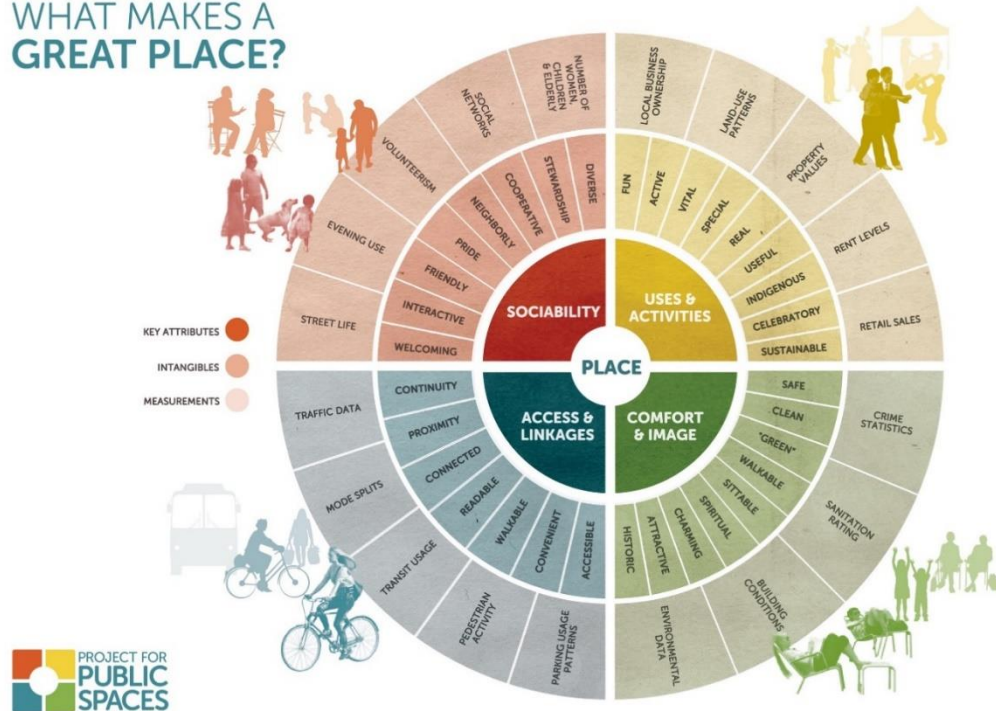 WHAT MAKES A
GREAT PLACE?
KEY ATTRIBUTES
INTANGIBLES
MEASUREMENTS
PLACE
SOCIABILITY
USES &
ACTIVITIES
ACCESS &
LINKAGES
COMFORT
& IMAGE
WELCOMING
INTERACTIVE
FRIENDLY
PRIDE
NEIGHBORLY
COOPERATIVE
STEWARDSHIP
DIVERSE
STREET LIFE
EVENING USE
VOLUNTEERISM
SOCIAL
NETWORKS
NUMBER OF
WOMEN,
CHILDREN
& ELDERLY
FUN
ACTIVE
VITAL
SPECIAL
REAL
USEFUL
INDIGENOUS
CELEBRATORY
SUSTAINABLE
LOCAL BUSINESS
OWNERSHIP
LAND-USE
PATTERNS
PROPERTY
VALUES
RENT LEVELS
RETAIL SALES
CONTINUITY
PROXIMITY
CONNECTED
READABLE
WALKABLE
CONVENIENT
ACCESSIBLE
TRAFFIC DATA
MODE SPLITS
TRANSIT USAGE
PEDESTRIAN
ACTIVITY
PARKING USAGE
PATTERNS
SAFE
CLEAN
"GREEN"
WALKABLE
SITTABLE
SPIRITUAL
CHARMING
ATTRACTIVE
HISTORIC
CRIME
STATISTICS
SANITATION
RATING
BUILDING
CONDITIONS
ENVIRONMENTAL
DATA
PROJECT FOR
PUBLIC
SPACES